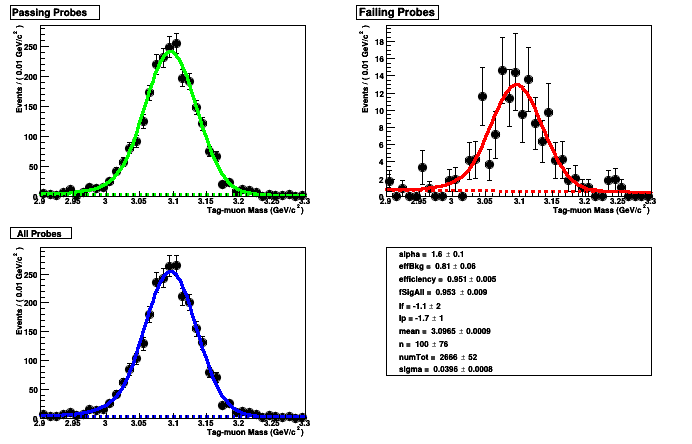 Passing Probes
Events / ( 0.01 GeV/c² )
250
200
150
100
50
0
2.9 2.95 3 3.05 3.1 3.15 3.2 3.25 3.3
Tag-muon Mass (GeV/c²)
Failing Probes
Events / ( 0.01 GeV/c² )
18
16
14
12
10
8
6
4
2
0
2.9 2.95 3 3.05 3.1 3.15 3.2 3.25 3.3
Tag-muon Mass (GeV/c²)
All Probes
Events / ( 0.01 GeV/c² )
250
200
150
100
50
0
2.9 2.95 3 3.05 3.1 3.15 3.2 3.25 3.3
Tag-muon Mass (GeV/c²)
alpha = 1.6 ± 0.1
effBkg = 0.81 ± 0.06
efficiency = 0.951 ± 0.005
fSigAll = 0.953 ± 0.009
lf = -1.1 ± 2
lp = -1.7 ± 1
mean = 3.0965 ± 0.0009
n = 100 ± 76
numTot = 2666 ± 52
sigma = 0.0396 ± 0.0008